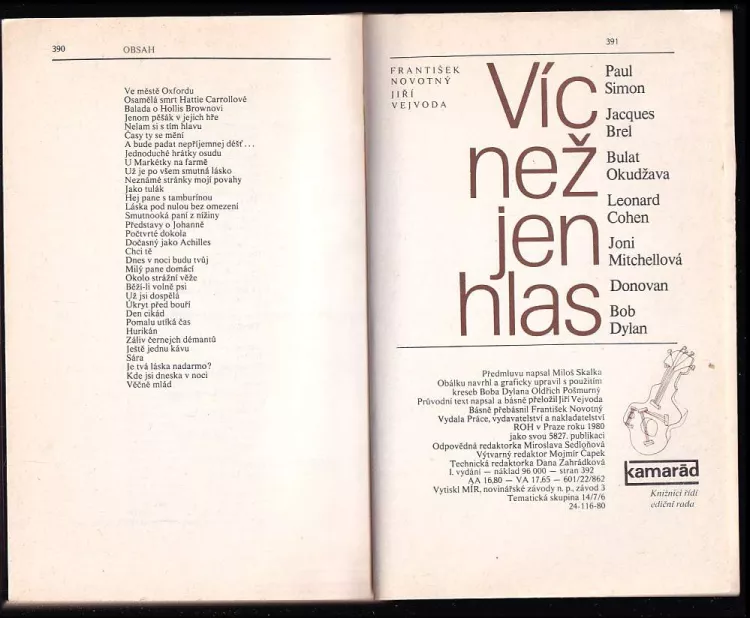 390 OBSAH
Ve městě Oxfordu
Osamělá smrt Hattie Carrollové
Balada o Hollis Brownovi
Jenom pěšák v jejich hře
Nelam si s tím hlavu
Časy ty se mění
A bude padat nepříjemnej déšť...
Jednoduché hrátky osudu
U Markétky na farmě
Už je po všem smutná lásko
Neznámé stránky mojí povahy
Jako tulák
Hej pane s tamburínou
Láska pod nulou bez omezení
Smutnooká paní z nížiny
Představy o Johanně
Počtvrté dokola
Dočasný jako Achilles
Chci tě
Dnes v noci budu tvůj
Milý pane domácí
Okolo strážní věže
Běží-li volně psi
Už jsi dospělá
Úkryt před bouří
Den cikád
Pomalu utíká čas
Hurikán
Záliv černejch démantů
Ještě jednu kávu
Sára
Je tvá láska nadarmo?
Kde jsi dneska v noci
Věčně mlád
391
FRANTIŠEK
NOVOTNÝ
JIŘÍ
VEJVODA
Víc
než
jen
hlas
Paul
Simon
Jacques
Brel
Bulat
Okudžava
Leonard
Cohen
Joni
Mitchellová
Donovan
Bob
Dylan
Předmluvu napsal Miloš Skalka
Obálku navrhl a graficky upravil s použitím
kreseb Boba Dylana Oldřich Pošmurný
Průvodní text napsal a básně přeložil Jiří Vejvoda
Básně přebásnil František Novotný
Vydala Práce, vydavatelství a nakladatelství
ROH v Praze roku 1980
jako svou 5827. publikaci
Odpovědná redaktorka Miroslava Sedloňová
Výtvarný redaktor Mojmír Čapek
Technická redaktorka Dana Zahrádková
I. vydání — náklad 96 000 — stran 392
AA 16,80 — VA 17,65 — 601/22/862
Vytiskl MÍR, novinářské závody n. p., závod 3
Tematická skupina 14/7/6
24-116-80
kamarád
Knižnici řídí
ediční rada